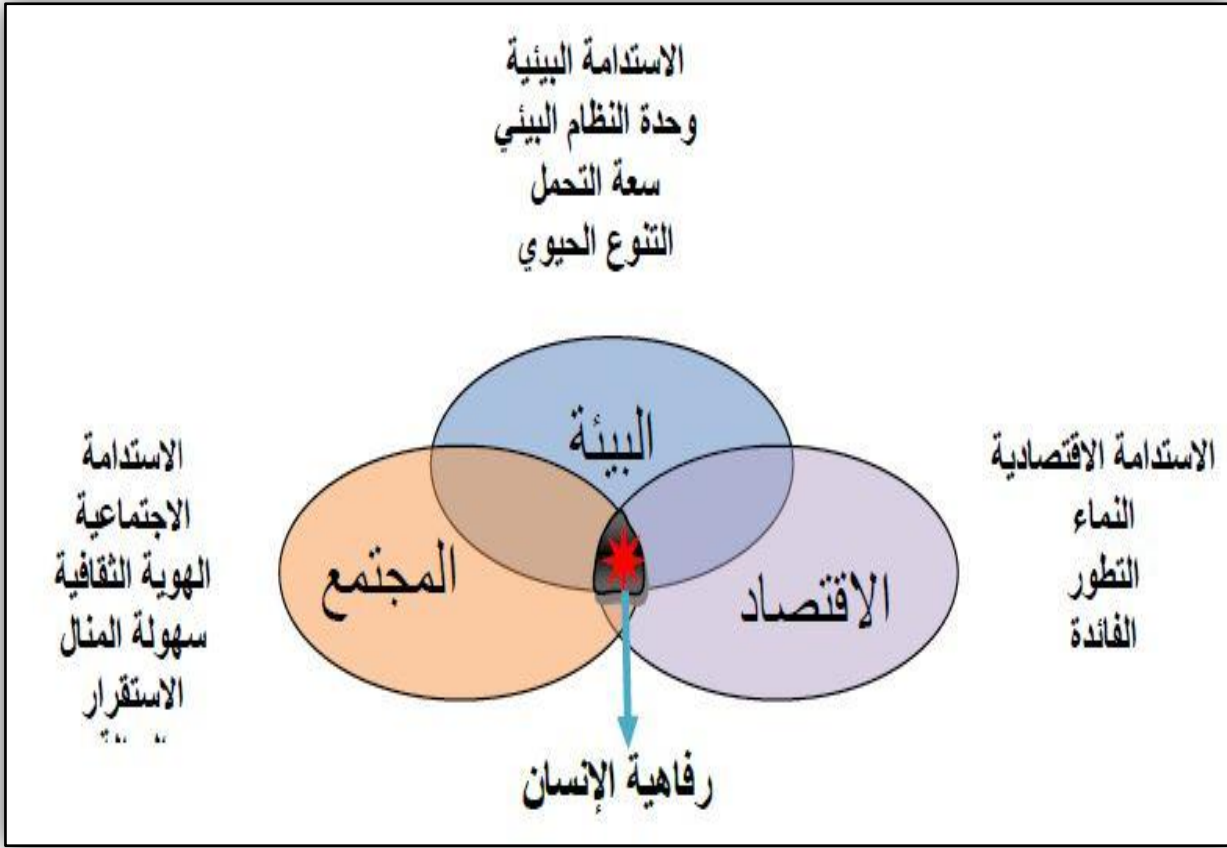 الاستدامة البيئية
وحدة النظام البيئي
سعة التحمل
التنوع الحيوي
البيئة
الاستدامة الاقتصادية
النماء
التطور
الفائدة
الاقتصاد
المجتمع
الاستدامة
الاجتماعية
الهوية الثقافية
سهولة المنال
الاستقرار
رفاهية الإنسان